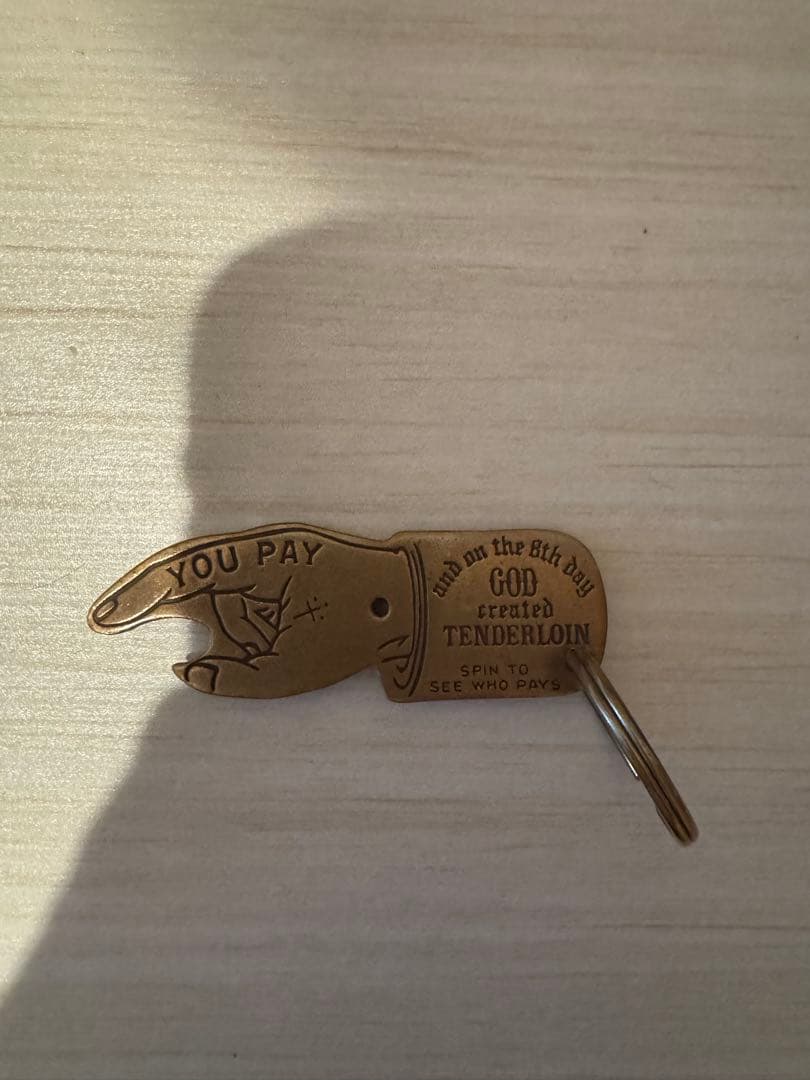 YOU PAY
and on the 8th day
GOD
created
TENDERLOIN
SPIN TO
SEE WHO PAYS